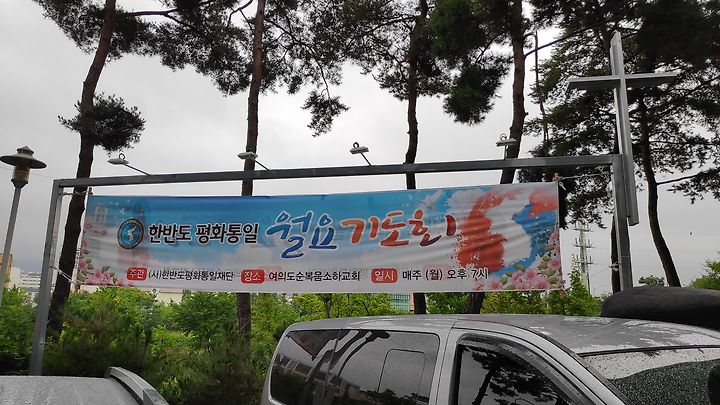 한반도 평화통일 월요기도회
주관 (사)한반도평화통일재단 장소 여의도순복음소하교회 일시 매주 (월) 오후 7시